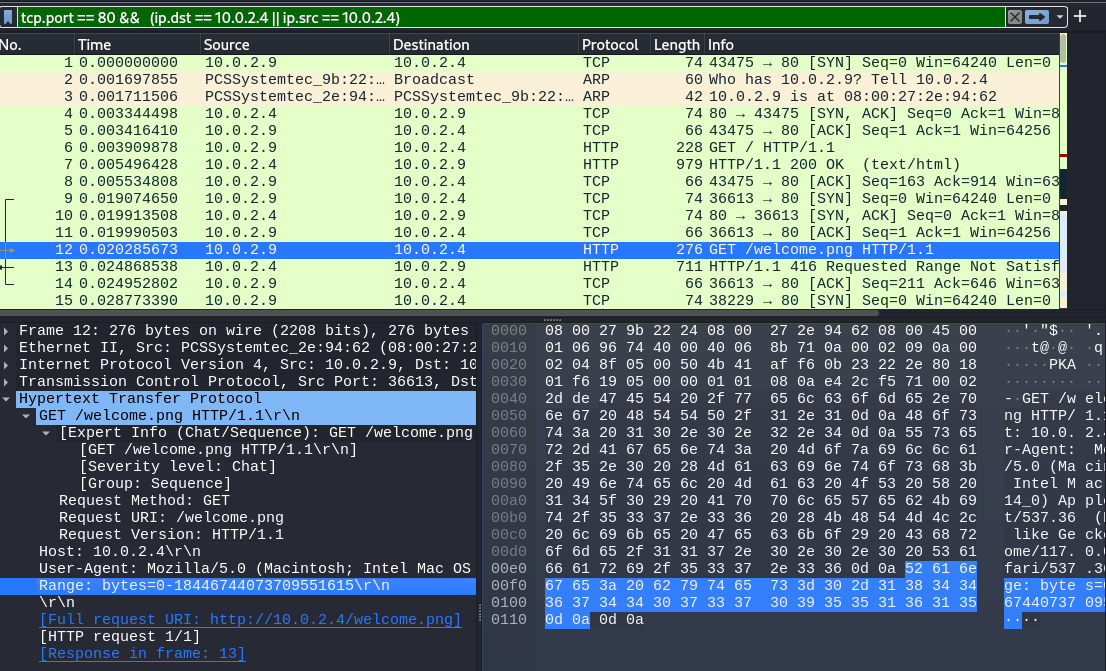 tcp.port == 80 && (ip.dst == 10.0.2.4 || ip.src == 10.0.2.4)
No. Time Source Destination Protocol Length Info
1 0.000000000 10.0.2.9 10.0.2.4 TCP 74 43475 → 80 [SYN] Seq=0 Win=64240 Len=0
2 0.001697855 PCSSystemtec_9b:22:… Broadcast ARP 60 Who has 10.0.2.9? Tell 10.0.2.4
3 0.001711506 PCSSystemtec_2e:94:… PCSSystemtec_9b:22:… ARP 42 10.0.2.9 is at 08:00:27:2e:94:62
4 0.003344498 10.0.2.4 10.0.2.9 TCP 74 80 → 43475 [SYN, ACK] Seq=0 Ack=1 Win=8
5 0.003416410 10.0.2.9 10.0.2.4 TCP 66 43475 → 80 [ACK] Seq=1 Ack=1 Win=64256
6 0.003909878 10.0.2.9 10.0.2.4 HTTP 228 GET / HTTP/1.1
7 0.005496428 10.0.2.4 10.0.2.9 HTTP 979 HTTP/1.1 200 OK (text/html)
8 0.005534808 10.0.2.9 10.0.2.4 TCP 66 43475 → 80 [ACK] Seq=163 Ack=914 Win=63
9 0.019074650 10.0.2.9 10.0.2.4 TCP 74 36613 → 80 [SYN] Seq=0 Win=64240 Len=0
10 0.019913508 10.0.2.4 10.0.2.9 TCP 74 80 → 36613 [SYN, ACK] Seq=0 Ack=1 Win=8
11 0.019990503 10.0.2.9 10.0.2.4 TCP 66 36613 → 80 [ACK] Seq=1 Ack=1 Win=64256
12 0.020285673 10.0.2.9 10.0.2.4 HTTP 276 GET /welcome.png HTTP/1.1
13 0.024868538 10.0.2.4 10.0.2.9 HTTP 711 HTTP/1.1 416 Requested Range Not Satisf
14 0.024952802 10.0.2.9 10.0.2.4 TCP 66 36613 → 80 [ACK] Seq=211 Ack=646 Win=63
15 0.028773390 10.0.2.9 10.0.2.4 TCP 74 38229 → 80 [SYN] Seq=0 Win=64240 Len=0
Frame 12: 276 bytes on wire (2208 bits), 276 bytes
Ethernet II, Src: PCSSystemtec_2e:94:62 (08:00:27:2
Internet Protocol Version 4, Src: 10.0.2.9, Dst: 10
Transmission Control Protocol, Src Port: 36613, Dst
Hypertext Transfer Protocol
GET /welcome.png HTTP/1.1\r\n
[Expert Info (Chat/Sequence): GET /welcome.png
[GET /welcome.png HTTP/1.1\r\n]
[Severity level: Chat]
[Group: Sequence]
Request Method: GET
Request URI: /welcome.png
Request Version: HTTP/1.1
Host: 10.0.2.4\r\n
User-Agent: Mozilla/5.0 (Macintosh; Intel Mac OS
Range: bytes=0-18446744073709551615\r\n
\r\n
[Full request URI: http://10.0.2.4/welcome.png]
[HTTP request 1/1]
[Response in frame: 13]
0000 08 00 27 9b 22 24 08 00 27 2e 94 62 08 00 45 00 ··'·"$·· '·
0010 01 06 96 74 40 00 40 06 8b 71 0a 00 02 09 0a 00 ···t@·@· ·q
0020 02 04 8f 05 00 50 4b 41 af f6 0b 23 22 2e 80 18 ·····PKA ··
0030 01 f6 19 05 00 00 01 01 08 0a e4 2c f5 71 00 02 ········ ··
0040 2d de 47 45 54 20 2f 77 65 6c 63 6f 6d 65 2e 70 -·GET /w el
0050 6e 67 20 48 54 54 50 2f 31 2e 31 0d 0a 48 6f 73 ng HTTP/ 1.
0060 74 3a 20 31 30 2e 30 2e 32 2e 34 0d 0a 55 73 65 t: 10.0. 2.
0070 72 2d 41 67 65 6e 74 3a 20 4d 6f 7a 69 6c 6c 61 r-Agent: M
0080 2f 35 2e 30 20 28 4d 61 63 69 6e 74 6f 73 68 3b /5.0 (Ma ci
0090 20 49 6e 74 65 6c 20 4d 61 63 20 4f 53 20 58 20 Intel M ac
00a0 31 34 5f 30 29 20 41 70 70 6c 65 57 65 62 4b 69 14_0) Ap pl
00b0 74 2f 35 33 37 2e 33 36 20 28 4b 48 54 4d 4c 2c t/537.36 (
00c0 20 6c 69 6b 65 20 47 65 63 6b 6f 29 20 43 68 72 like Ge ck
00d0 6f 6d 65 2f 31 31 37 2e 30 2e 30 2e 30 20 53 61 ome/117. 0.
00e0 66 61 72 69 2f 35 33 37 2e 33 36 0d 0a 52 61 6e fari/537 .3
00f0 67 65 3a 20 62 79 74 65 73 3d 30 2d 31 38 34 34 ge: byte s=
0100 36 37 34 34 30 37 33 37 30 39 35 35 31 36 31 35 67440737 09
0110 0d 0a 0d 0a ····